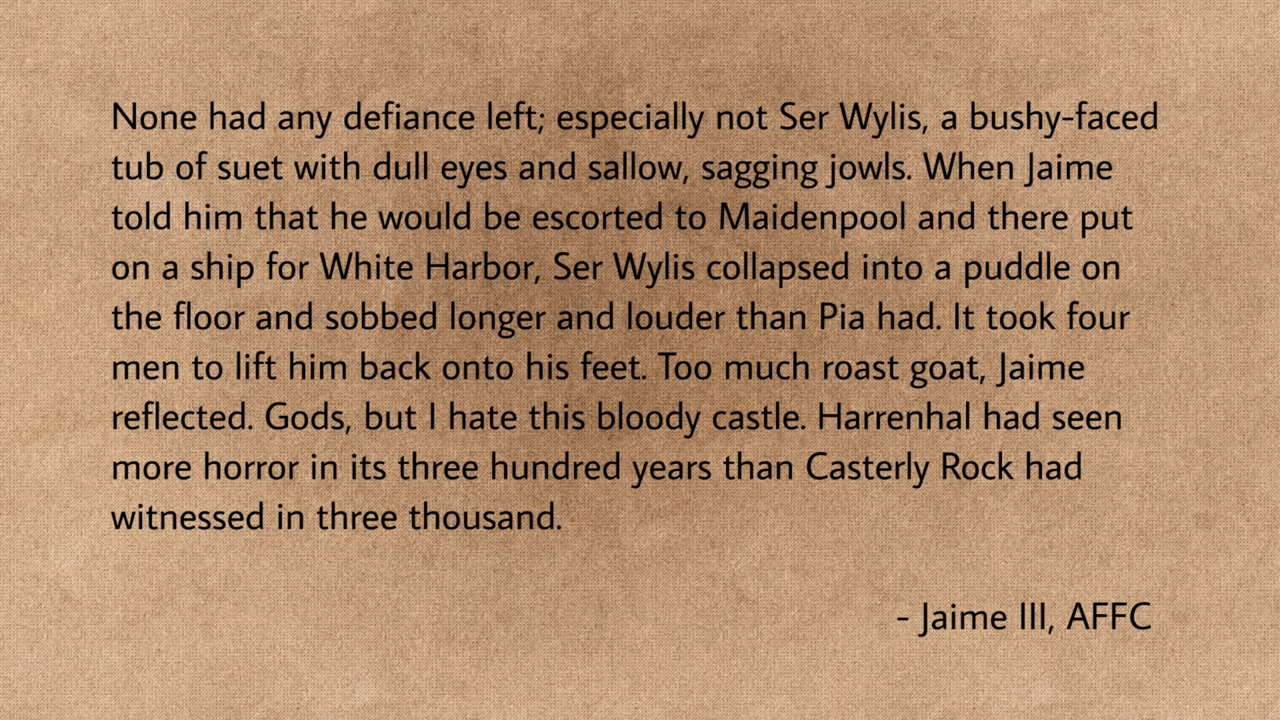 None had any defiance left; especially not Ser Wylis, a bushy-faced
tub of suet with dull eyes and sallow, sagging jowls. When Jaime
told him that he would be escorted to Maidenpool and there put
on a ship for White Harbor, Ser Wylis collapsed into a puddle on
the floor and sobbed longer and louder than Pia had. It took four
men to lift him back onto his feet. Too much roast goat, Jaime
reflected. Gods, but I hate this bloody castle. Harrenhal had seen
more horror in its three hundred years than Casterly Rock had
witnessed in three thousand.
- Jaime III, AFFC